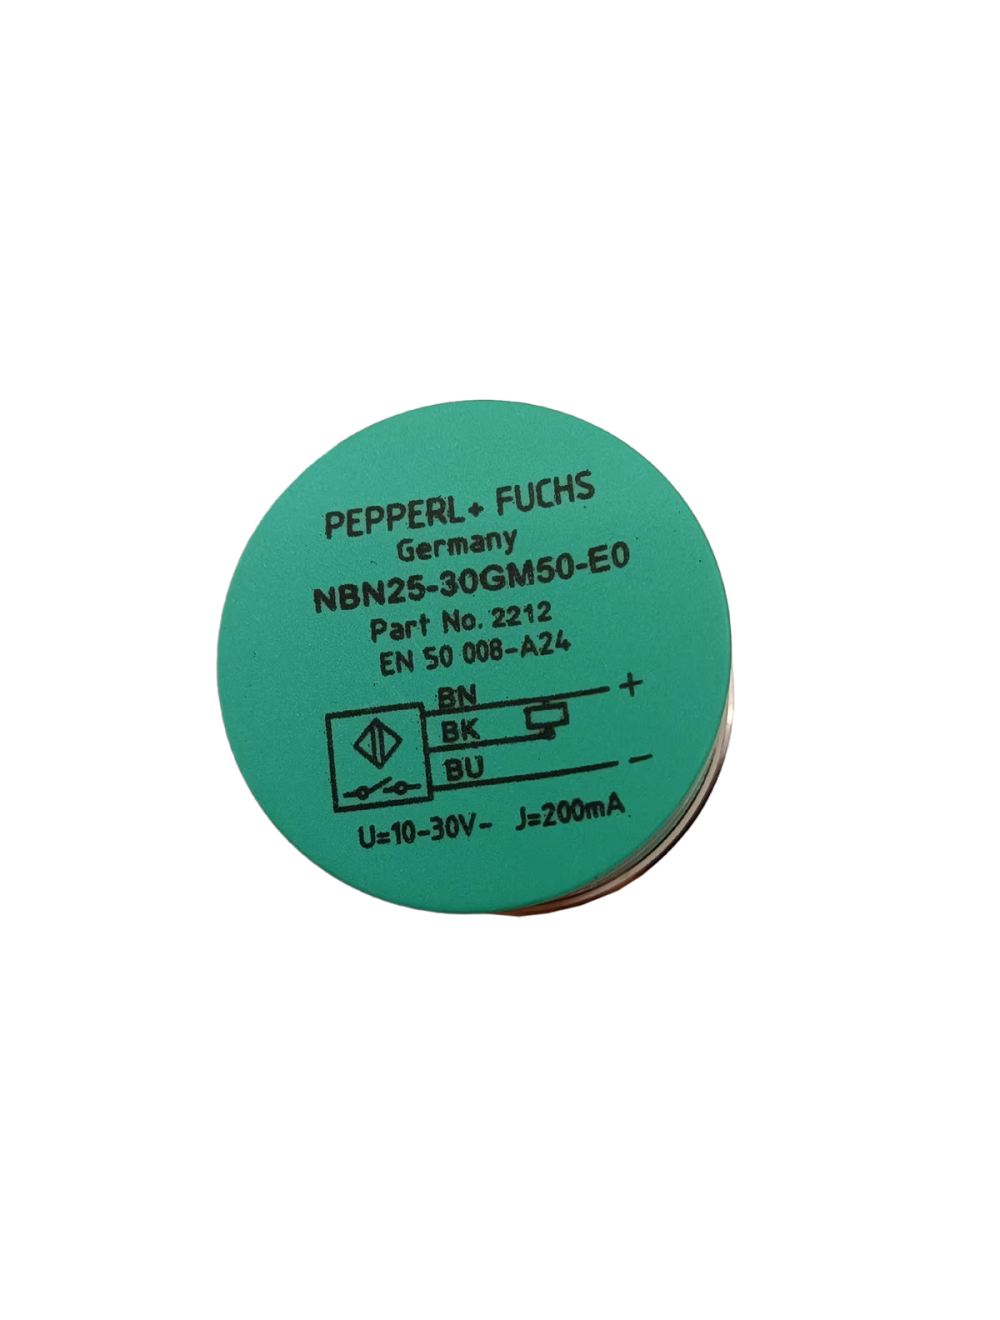 PEPPERL+ FUCHS
Germany
NBN25-30GM50-E0
Part No. 2212
EN 50 008-A24
BN +
BK
BU -
U=10-30V- J=200mA